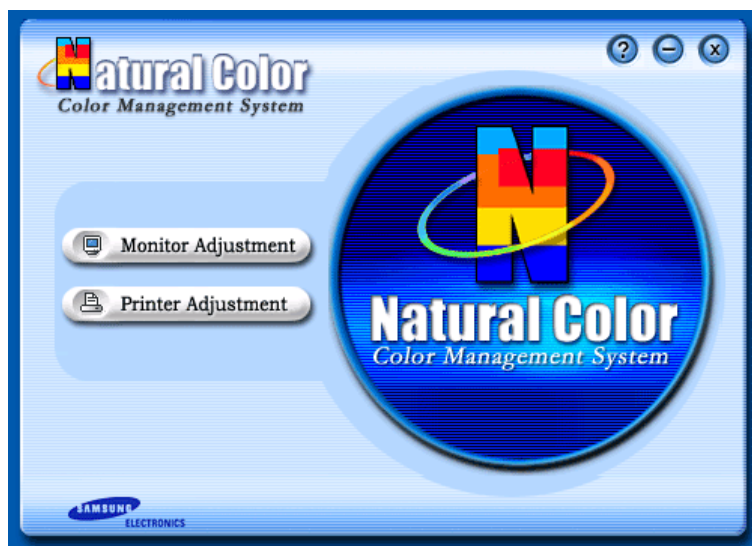 Natural Color
Color Management System
?
x
Monitor Adjustment
Printer Adjustment
N
Natural Color
Color Management System
SAMSUNG
ELECTRONICS